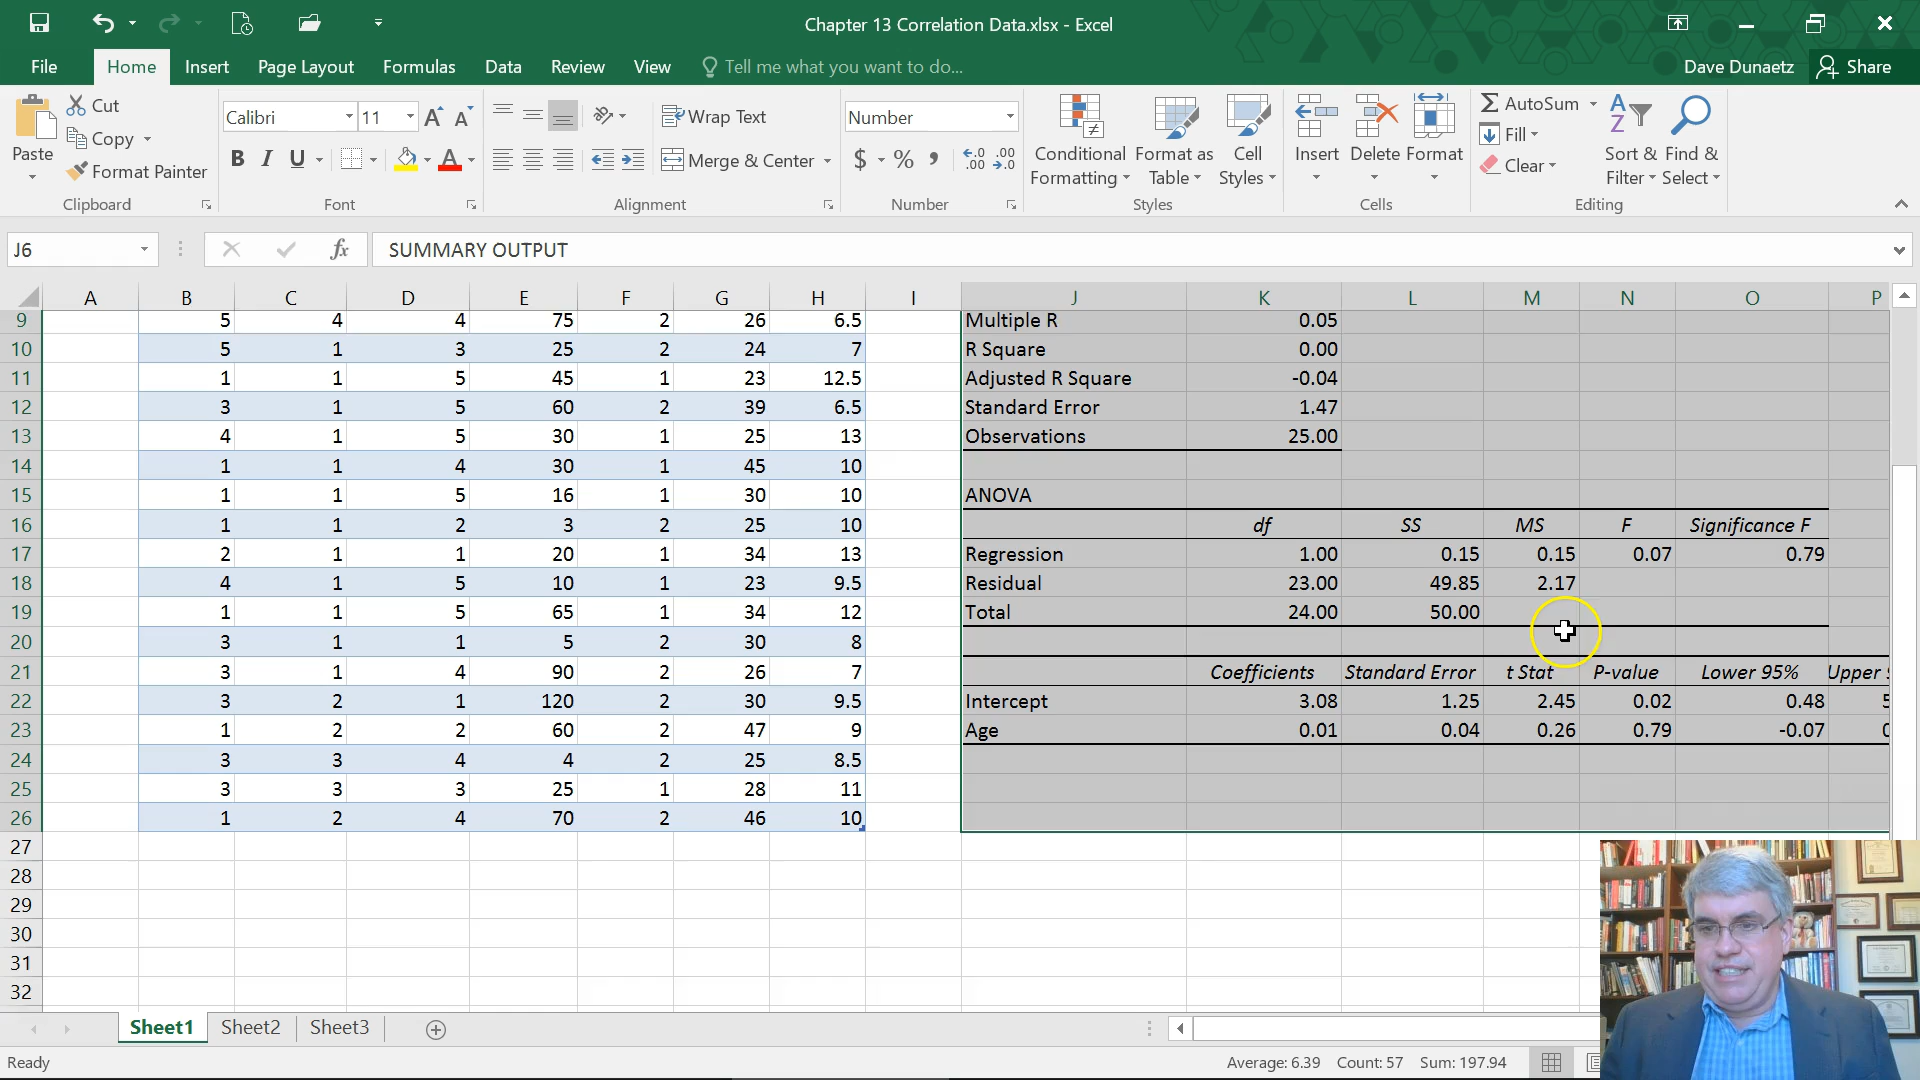 Chapter 13 Correlation Data.xlsx - Excel
File Home Insert Page Layout Formulas Data Review View Tell me what you want to do... Dave Dunaetz Share
Paste
Cut
Copy
Format Painter
Clipboard
Calibri 11
B I U A
Font
Wrap Text
Merge & Center
Alignment
Number
$ % , .0 .00 .00 .0
Number
Conditional Formatting
Format as Table
Cell Styles
Styles
Insert Delete Format
Cells
AutoSum
Fill
Clear
Sort & Filter
Find & Select
Editing
J6 fx SUMMARY OUTPUT
A B C D E F G H I J K L M N O P
9 5 4 4 75 2 26 6.5 Multiple R 0.05
10 5 1 3 25 2 24 7 R Square 0.00
11 1 1 5 45 1 23 12.5 Adjusted R Square -0.04
12 3 1 5 60 2 39 6.5 Standard Error 1.47
13 4 1 5 30 1 25 13 Observations 25.00
14 1 1 4 30 1 45 10
15 1 1 5 16 1 30 10 ANOVA
16 1 1 2 3 2 25 10 df SS MS F Significance F
17 2 1 1 20 1 34 13 Regression 1.00 0.15 0.15 0.07 0.79
18 4 1 5 10 1 23 9.5 Residual 23.00 49.85 2.17
19 1 1 5 65 1 34 12 Total 24.00 50.00
20 3 1 1 5 2 30 8
21 3 1 4 90 2 26 7 Coefficients Standard Error t Stat P-value Lower 95% Upper
22 3 2 1 120 2 30 9.5 Intercept 3.08 1.25 2.45 0.02 0.48 5
23 1 2 2 60 2 47 9 Age 0.01 0.04 0.26 0.79 -0.07
24 3 3 4 4 2 25 8.5
25 3 3 3 25 1 28 11
26 1 2 4 70 2 46 10
27
28
29
30
31
32
Sheet1 Sheet2 Sheet3
Ready Average: 6.39 Count: 57 Sum: 197.94